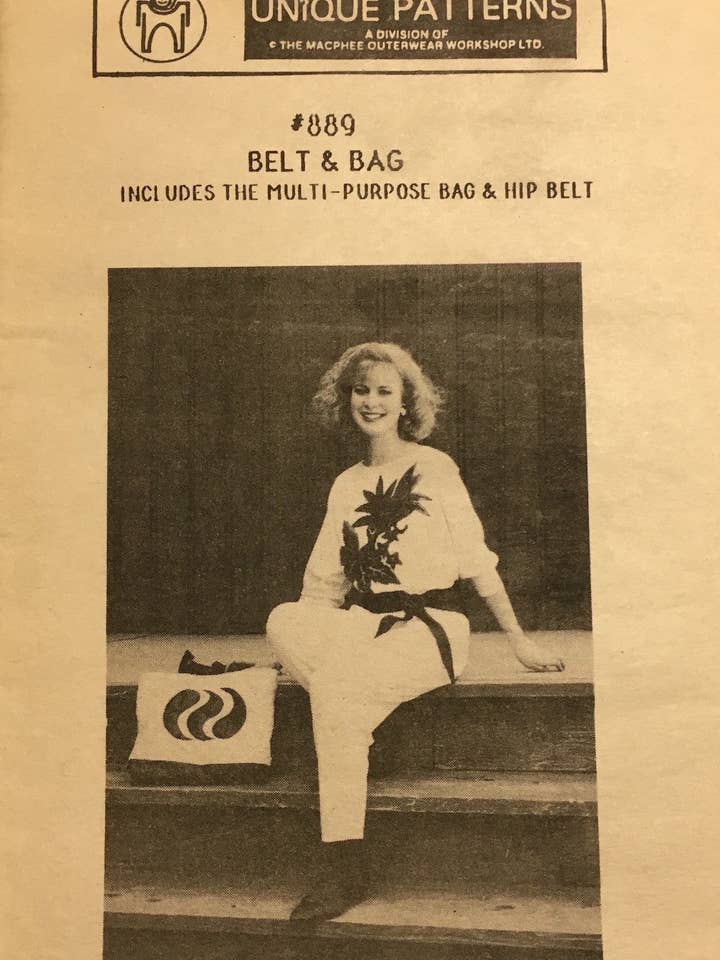 UNIQUE PATTERNS
A DIVISION OF
© THE MACPHEE OUTERWEAR WORKSHOP LTD.
#889
BELT & BAG
INCLUDES THE MULTI-PURPOSE BAG & HIP BELT